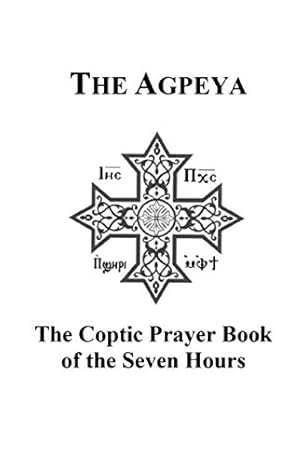 THE AGPEYA
Ⲓⲏ̅ⲥ̅ Ⲡⲭ̅ⲥ̅
Ⲡ̀ϣⲏⲣⲓ ⲙ̀Ⲫϯ
The Coptic Prayer Book
of the Seven Hours